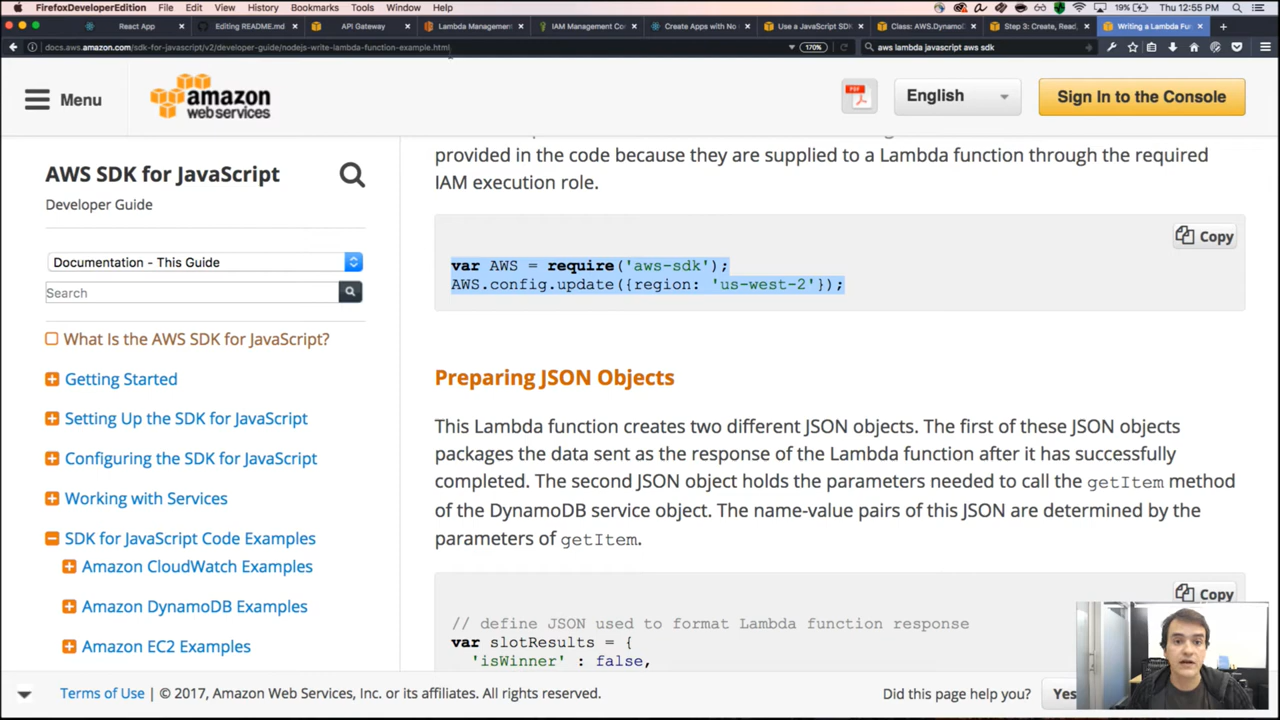 FirefoxDeveloperEdition File Edit View History Bookmarks Tools Window Help 19% Thu 12:55 PM
React App Editing README.md API Gateway Lambda Management IAM Management Co Create Apps with No Use a JavaScript SDK Class: AWS.Dynamo Step 3: Create, Read, Writing a Lambda Fu
docs.aws.amazon.com/sdk-for-javascript/v2/developer-guide/nodejs-write-lambda-function-example.html 170% aws lambda javascript aws sdk
Menu
amazon
web services
PDF
English
Sign In to the Console
AWS SDK for JavaScript
Developer Guide
Documentation - This Guide
Search
What Is the AWS SDK for JavaScript?
Getting Started
Setting Up the SDK for JavaScript
Configuring the SDK for JavaScript
Working with Services
SDK for JavaScript Code Examples
Amazon CloudWatch Examples
Amazon DynamoDB Examples
Amazon EC2 Examples
provided in the code because they are supplied to a Lambda function through the required
IAM execution role.
Copy
var AWS = require('aws-sdk');
AWS.config.update({region: 'us-west-2'});
Preparing JSON Objects
This Lambda function creates two different JSON objects. The first of these JSON objects
packages the data sent as the response of the Lambda function after it has successfully
completed. The second JSON object holds the parameters needed to call the getItem method
of the DynamoDB service object. The name-value pairs of this JSON are determined by the
parameters of getItem.
Copy
// define JSON used to format Lambda function response
var slotResults = {
'isWinner' : false,
Terms of Use | © 2017, Amazon Web Services, Inc. or its affiliates. All rights reserved.
Did this page help you? Yes